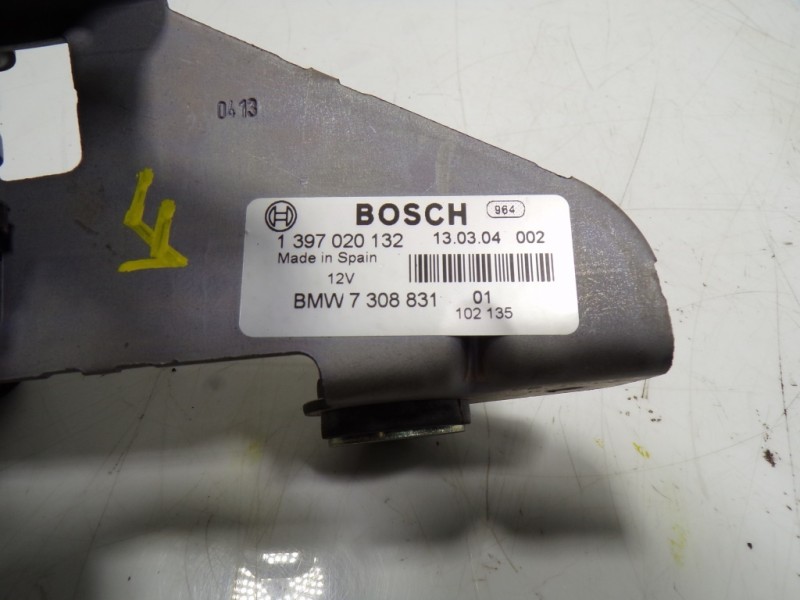 0413
BOSCH 964
1 397 020 132 13.03.04 002
Made in Spain
12V
BMW 7 308 831 01
102 135